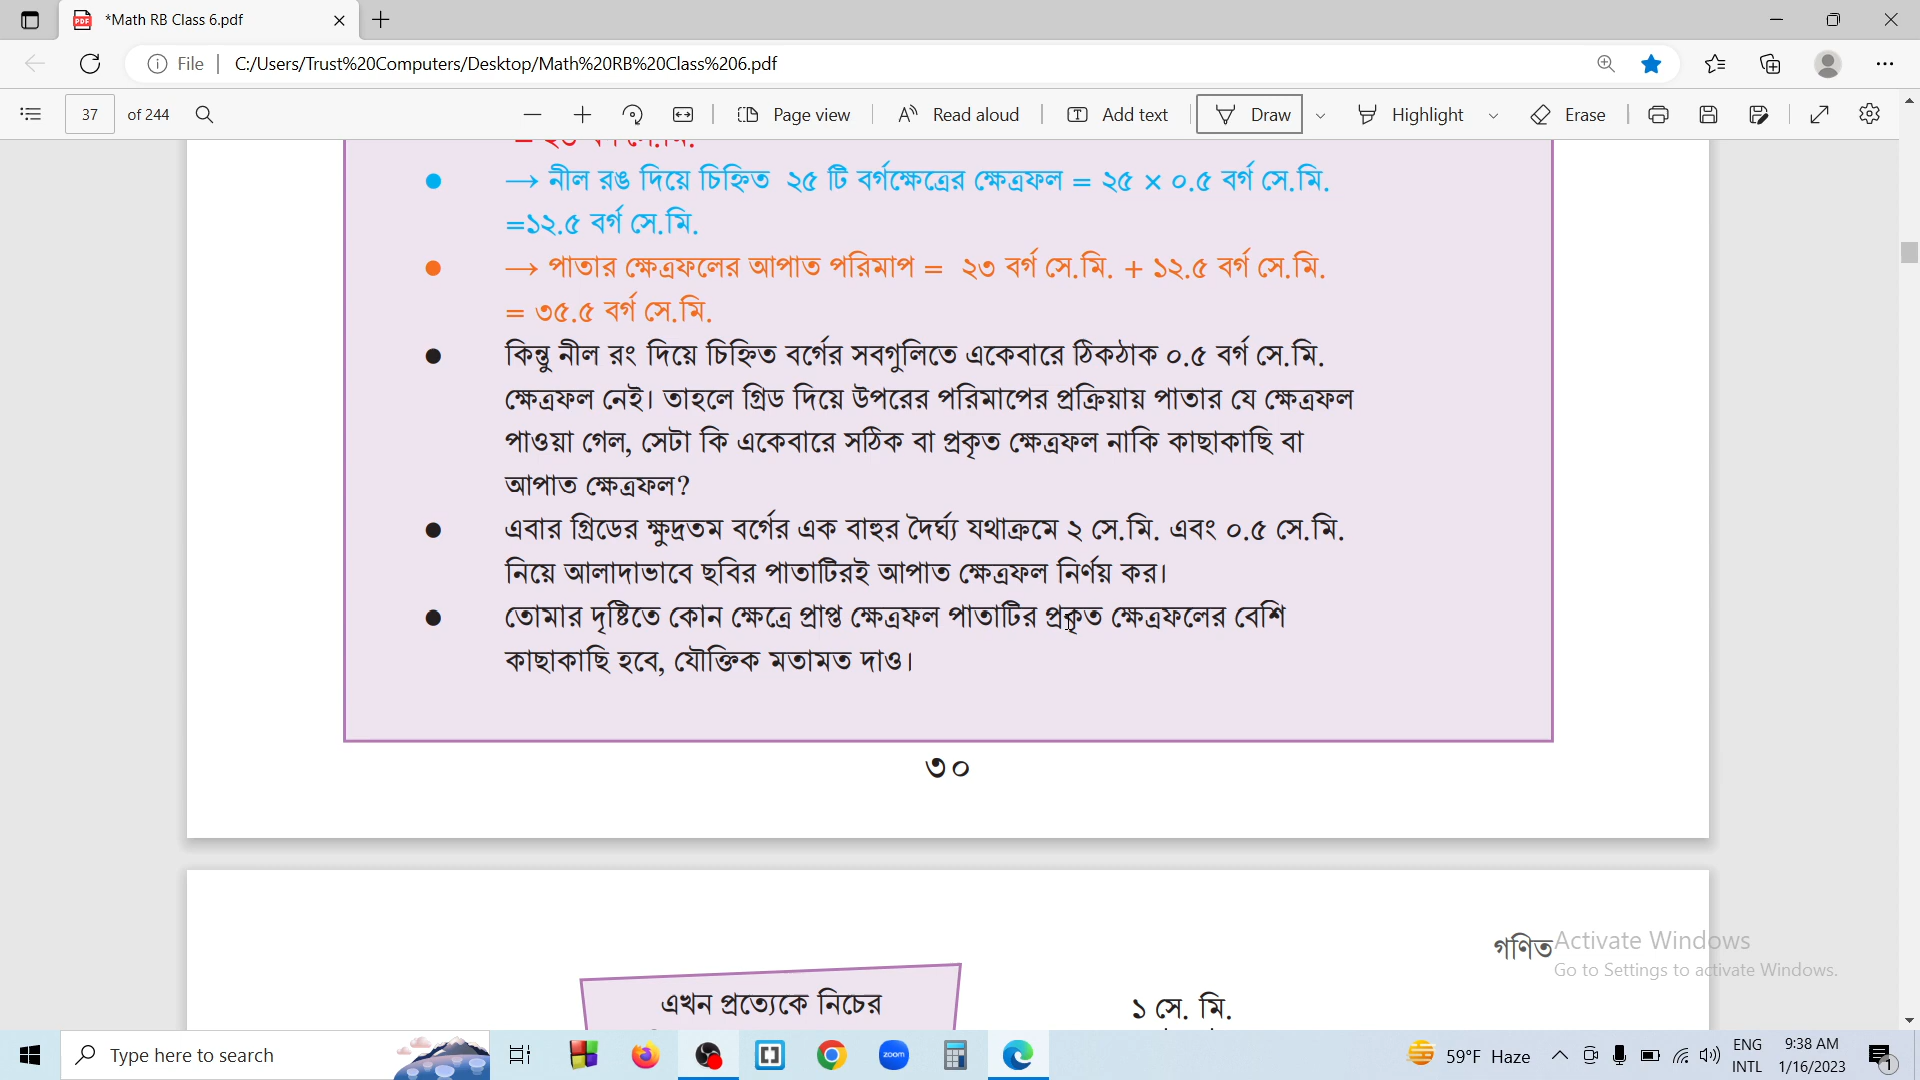 *Math RB Class 6.pdf
File
C:/Users/Trust%20Computers/Desktop/Math%20RB%20Class%206.pdf
37 of 244
Page view
Read aloud
Add text
Draw
Highlight
Erase
→ নীল রঙ দিয়ে চিহ্নিত ২৫ টি বর্গক্ষেত্রের ক্ষেত্রফল = ২৫ × ০.৫ বর্গ সে.মি.
=১২.৫ বর্গ সে.মি.
→ পাতার ক্ষেত্রফলের আপাত পরিমাপ = ২৩ বর্গ সে.মি. + ১২.৫ বর্গ সে.মি.
= ৩৫.৫ বর্গ সে.মি.
কিন্তু নীল রং দিয়ে চিহ্নিত বর্গের সবগুলিতে একেবারে ঠিকঠাক ০.৫ বর্গ সে.মি.
ক্ষেত্রফল নেই। তাহলে গ্রিড দিয়ে উপরের পরিমাপের প্রক্রিয়ায় পাতার যে ক্ষেত্রফল
পাওয়া গেল, সেটা কি একেবারে সঠিক বা প্রকৃত ক্ষেত্রফল নাকি কাছাকাছি বা
আপাত ক্ষেত্রফল?
এবার গ্রিডের ক্ষুদ্রতম বর্গের এক বাহুর দৈর্ঘ্য যথাক্রমে ২ সে.মি. এবং ০.৫ সে.মি.
নিয়ে আলাদাভাবে ছবির পাতাটিরই আপাত ক্ষেত্রফল নির্ণয় কর।
তোমার দৃষ্টিতে কোন ক্ষেত্রে প্রাপ্ত ক্ষেত্রফল পাতাটির প্রকৃত ক্ষেত্রফলের বেশি
কাছাকাছি হবে, যৌক্তিক মতামত দাও।
৩০
গণিত
Activate Windows
Go to Settings to activate Windows.
এখন প্রত্যেকে নিচের
১ সে. মি.
Type here to search
zoom
59°F Haze
ENG
INTL
9:38 AM
1/16/2023
1